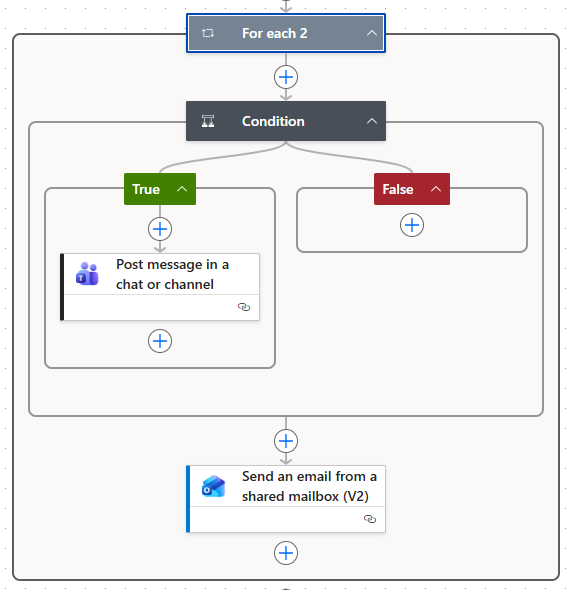 For each 2
Condition
True
False
Post message in a
chat or channel
Send an email from a
shared mailbox (V2)